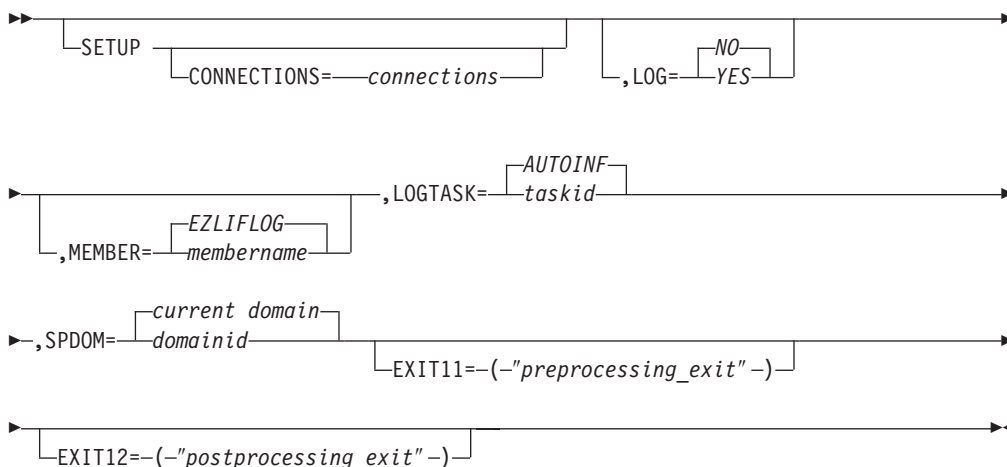 SETUP
CONNECTIONS= connections
,LOG= NO
YES
,MEMBER= EZLIFLOG
membername
,LOGTASK= AUTOINF
taskid
,SPDOM= current domain
domainid
EXIT11=(″preprocessing_exit″)
EXIT12=(″postprocessing exit″)